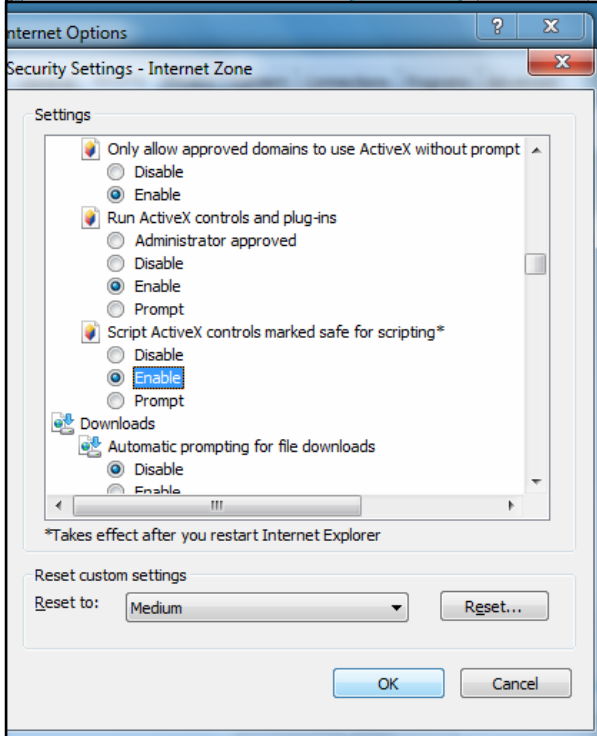 nternet Options
Security Settings - Internet Zone
Settings
Only allow approved domains to use ActiveX without prompt
Disable
Enable
Run ActiveX controls and plug-ins
Administrator approved
Disable
Enable
Prompt
Script ActiveX controls marked safe for scripting*
Disable
Enable
Prompt
Downloads
Automatic prompting for file downloads
Disable
Enable
*Takes effect after you restart Internet Explorer
Reset custom settings
Reset to:
Medium
Reset...
OK
Cancel